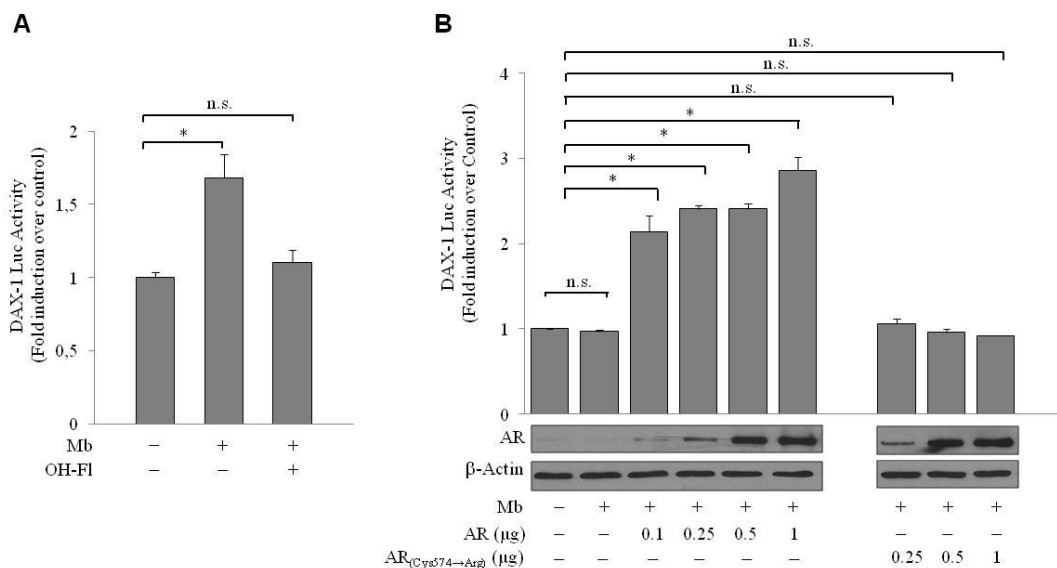 A
n.s.
*
DAX-1 Luc Activity
(Fold induction over control)
2
1,5
1
0,5
0
Mb – + +
OH-Fl – – +
B
n.s.
n.s.
n.s.
*
*
*
*
n.s.
DAX-1 Luc Activity
(Fold induction over Control)
4
3
2
1
0
AR
β-Actin
Mb – + + + + + + + +
AR (μg) – – 0.1 0.25 0.5 1 – – –
AR(Cys574→Arg) (μg) – – – – – – 0.25 0.5 1